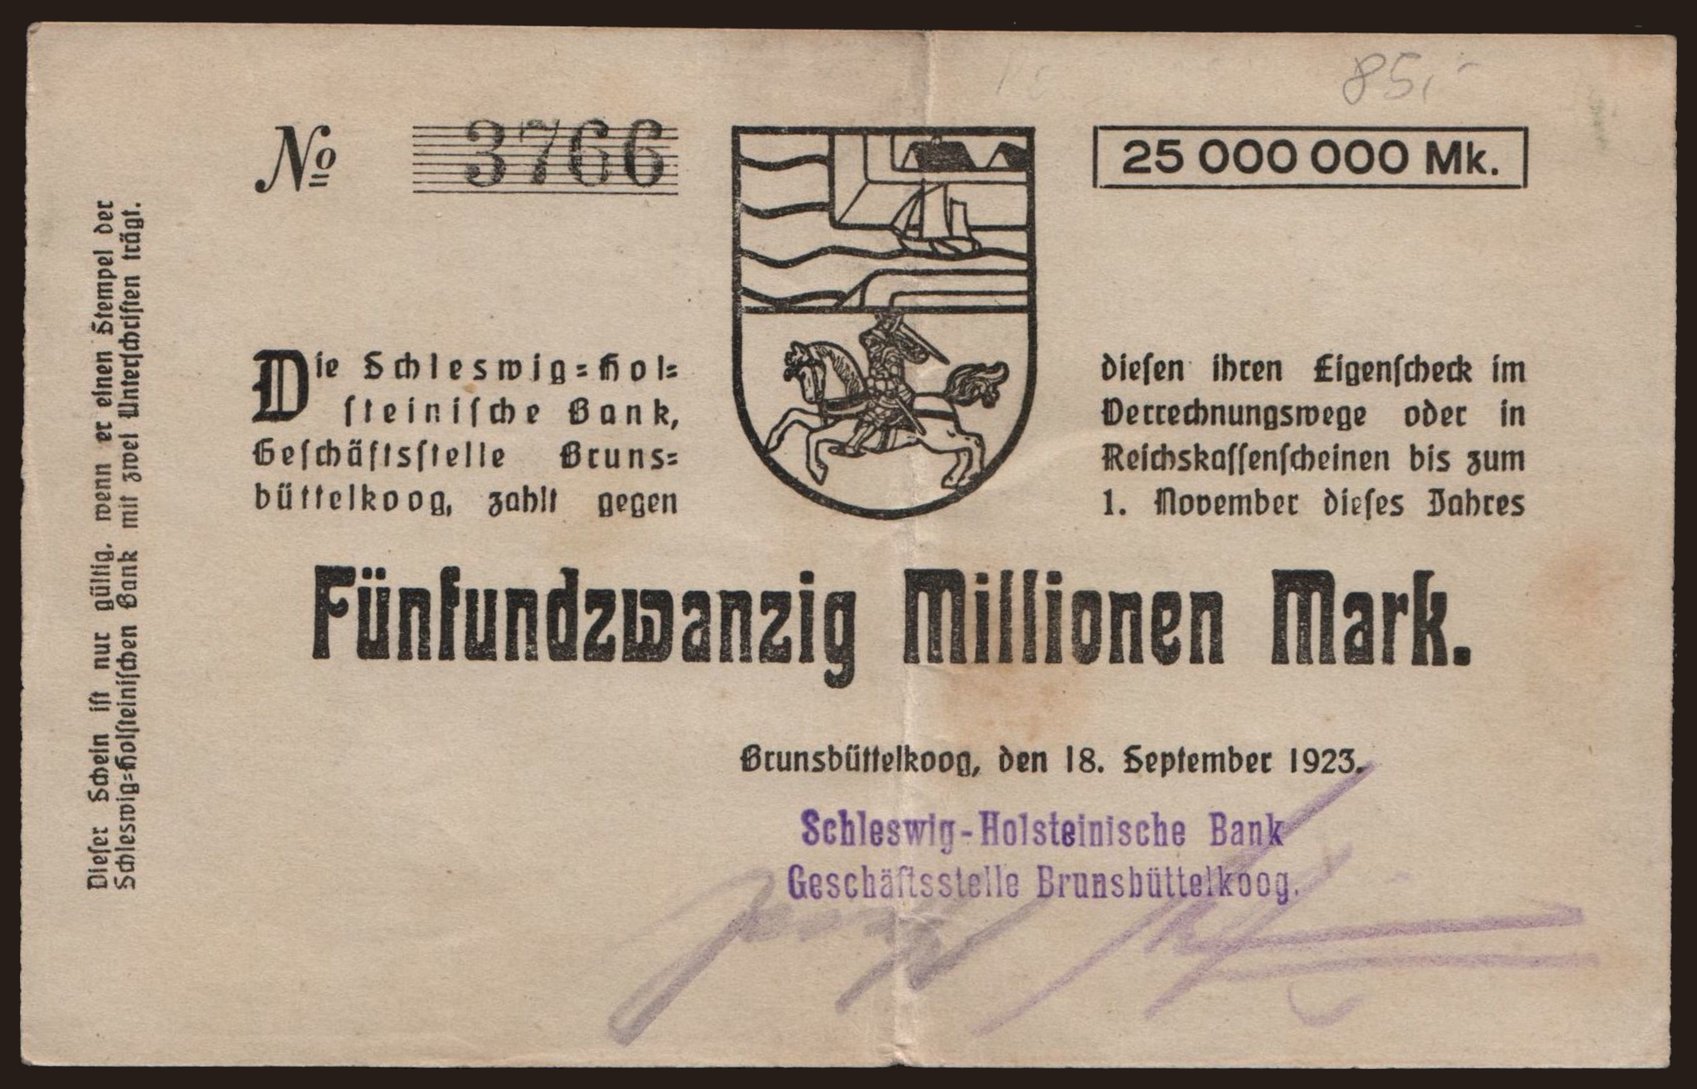 85,-
No 3766
25 000 000 Mk.
Die Schleswig=Hol=
steinische Bank,
Geschäftsstelle Bruns=
büttelkoog, zahlt gegen
diesen ihren Eigenscheck im
Verrechnungswege oder in
Reichskassenscheinen bis zum
1. November dieses Jahres
Fünfundzwanzig Millionen Mark.
Brunsbüttelkoog, den 18. September 1923.
Schleswig-Holsteinische Bank
Geschäftsstelle Brunsbüttelkoog.
Dieser Schein ist nur gültig, wenn er einen Stempel der
Schleswig=Holsteinischen Bank mit zwei Unterschriften trägt.